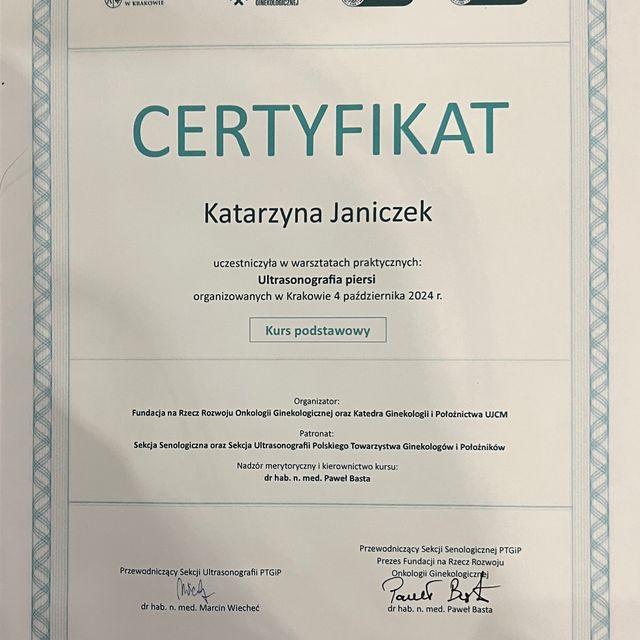 W KRAKOWIE
GINEKOLOGICZNEJ
CERTYFIKAT
Katarzyna Janiczek
uczestniczyła w warsztatach praktycznych:
Ultrasonografia piersi
organizowanych w Krakowie 4 października 2024 r.
Kurs podstawowy
Organizator:
Fundacja na Rzecz Rozwoju Onkologii Ginekologicznej oraz Katedra Ginekologii i Położnictwa UJCM
Patronat:
Sekcja Senologiczna oraz Sekcja Ultrasonografii Polskiego Towarzystwa Ginekologów i Położników
Nadzór merytoryczny i kierownictwo kursu:
dr hab. n. med. Paweł Basta
Przewodniczący Sekcji Ultrasonografii PTGiP
dr hab. n. med. Marcin Wiecheć
Przewodniczący Sekcji Senologicznej PTGiP
Prezes Fundacji na Rzecz Rozwoju
Onkologii Ginekologicznej
Paweł Basta
dr hab. n. med. Paweł Basta